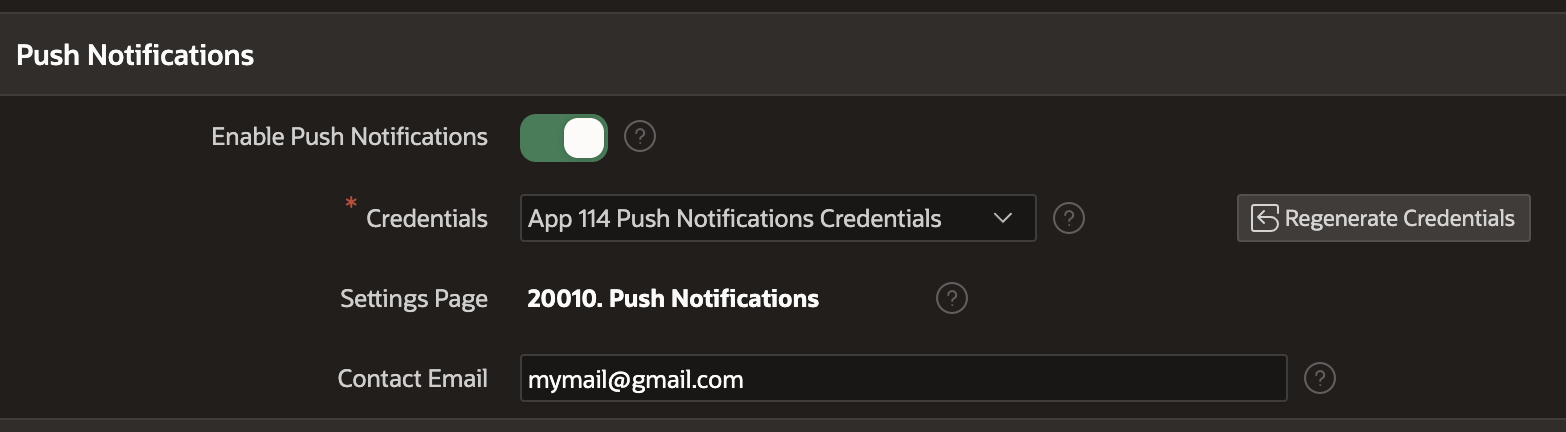 Push Notifications
Enable Push Notifications ?
* Credentials App 114 Push Notifications Credentials ? Regenerate Credentials
Settings Page 20010. Push Notifications ?
Contact Email mymail@gmail.com ?